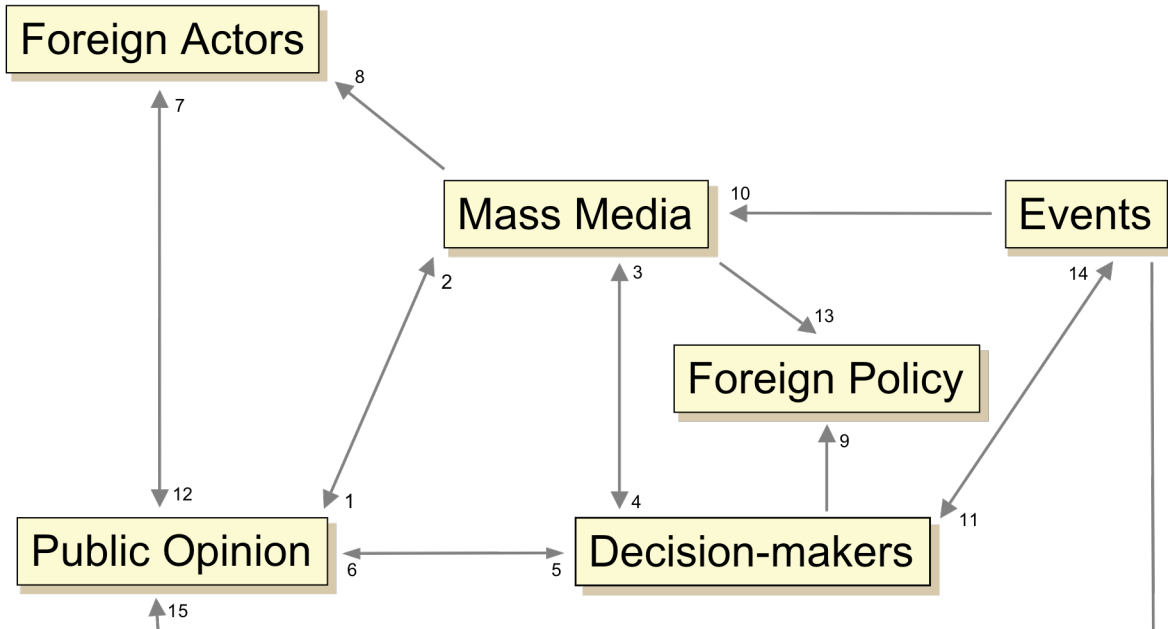 Foreign Actors
8
7
Mass Media
10
Events
2
3
14
13
Foreign Policy
9
12
1
4
11
Public Opinion
6
5
Decision-makers
15